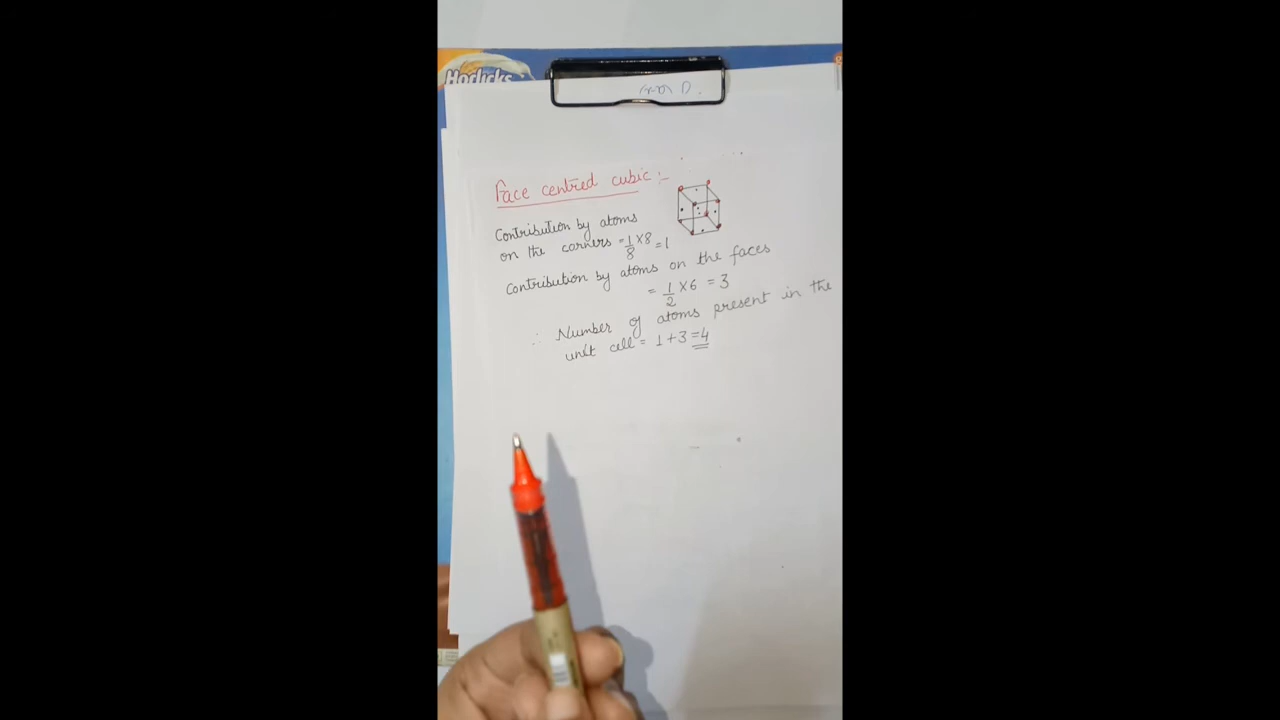 Horlicks
Face centred cubic :-
Contribution by atoms
on the corners = 1/8 × 8 = 1
Contribution by atoms on the faces
= 1/2 × 6 = 3
∴ Number of atoms present in the
unit cell = 1 + 3 = 4